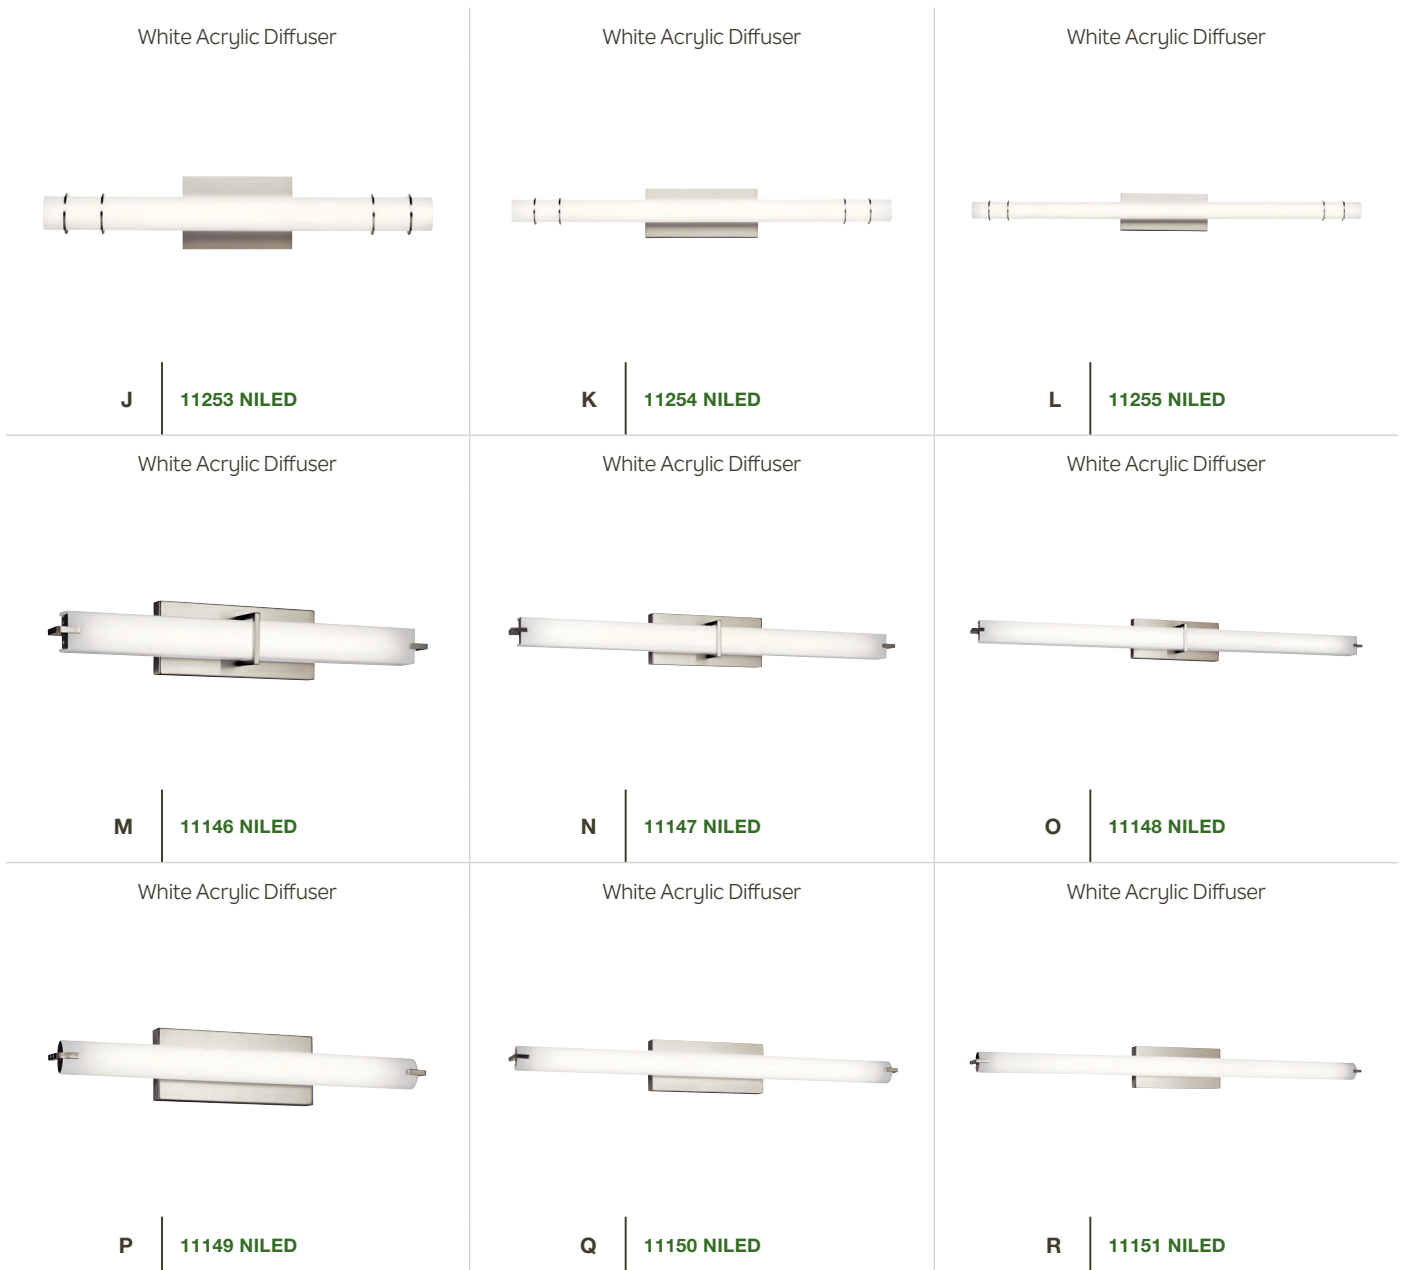 White Acrylic Diffuser
White Acrylic Diffuser
White Acrylic Diffuser
J 11253 NILED
K 11254 NILED
L 11255 NILED
White Acrylic Diffuser
White Acrylic Diffuser
White Acrylic Diffuser
M 11146 NILED
N 11147 NILED
O 11148 NILED
White Acrylic Diffuser
White Acrylic Diffuser
White Acrylic Diffuser
P 11149 NILED
Q 11150 NILED
R 11151 NILED